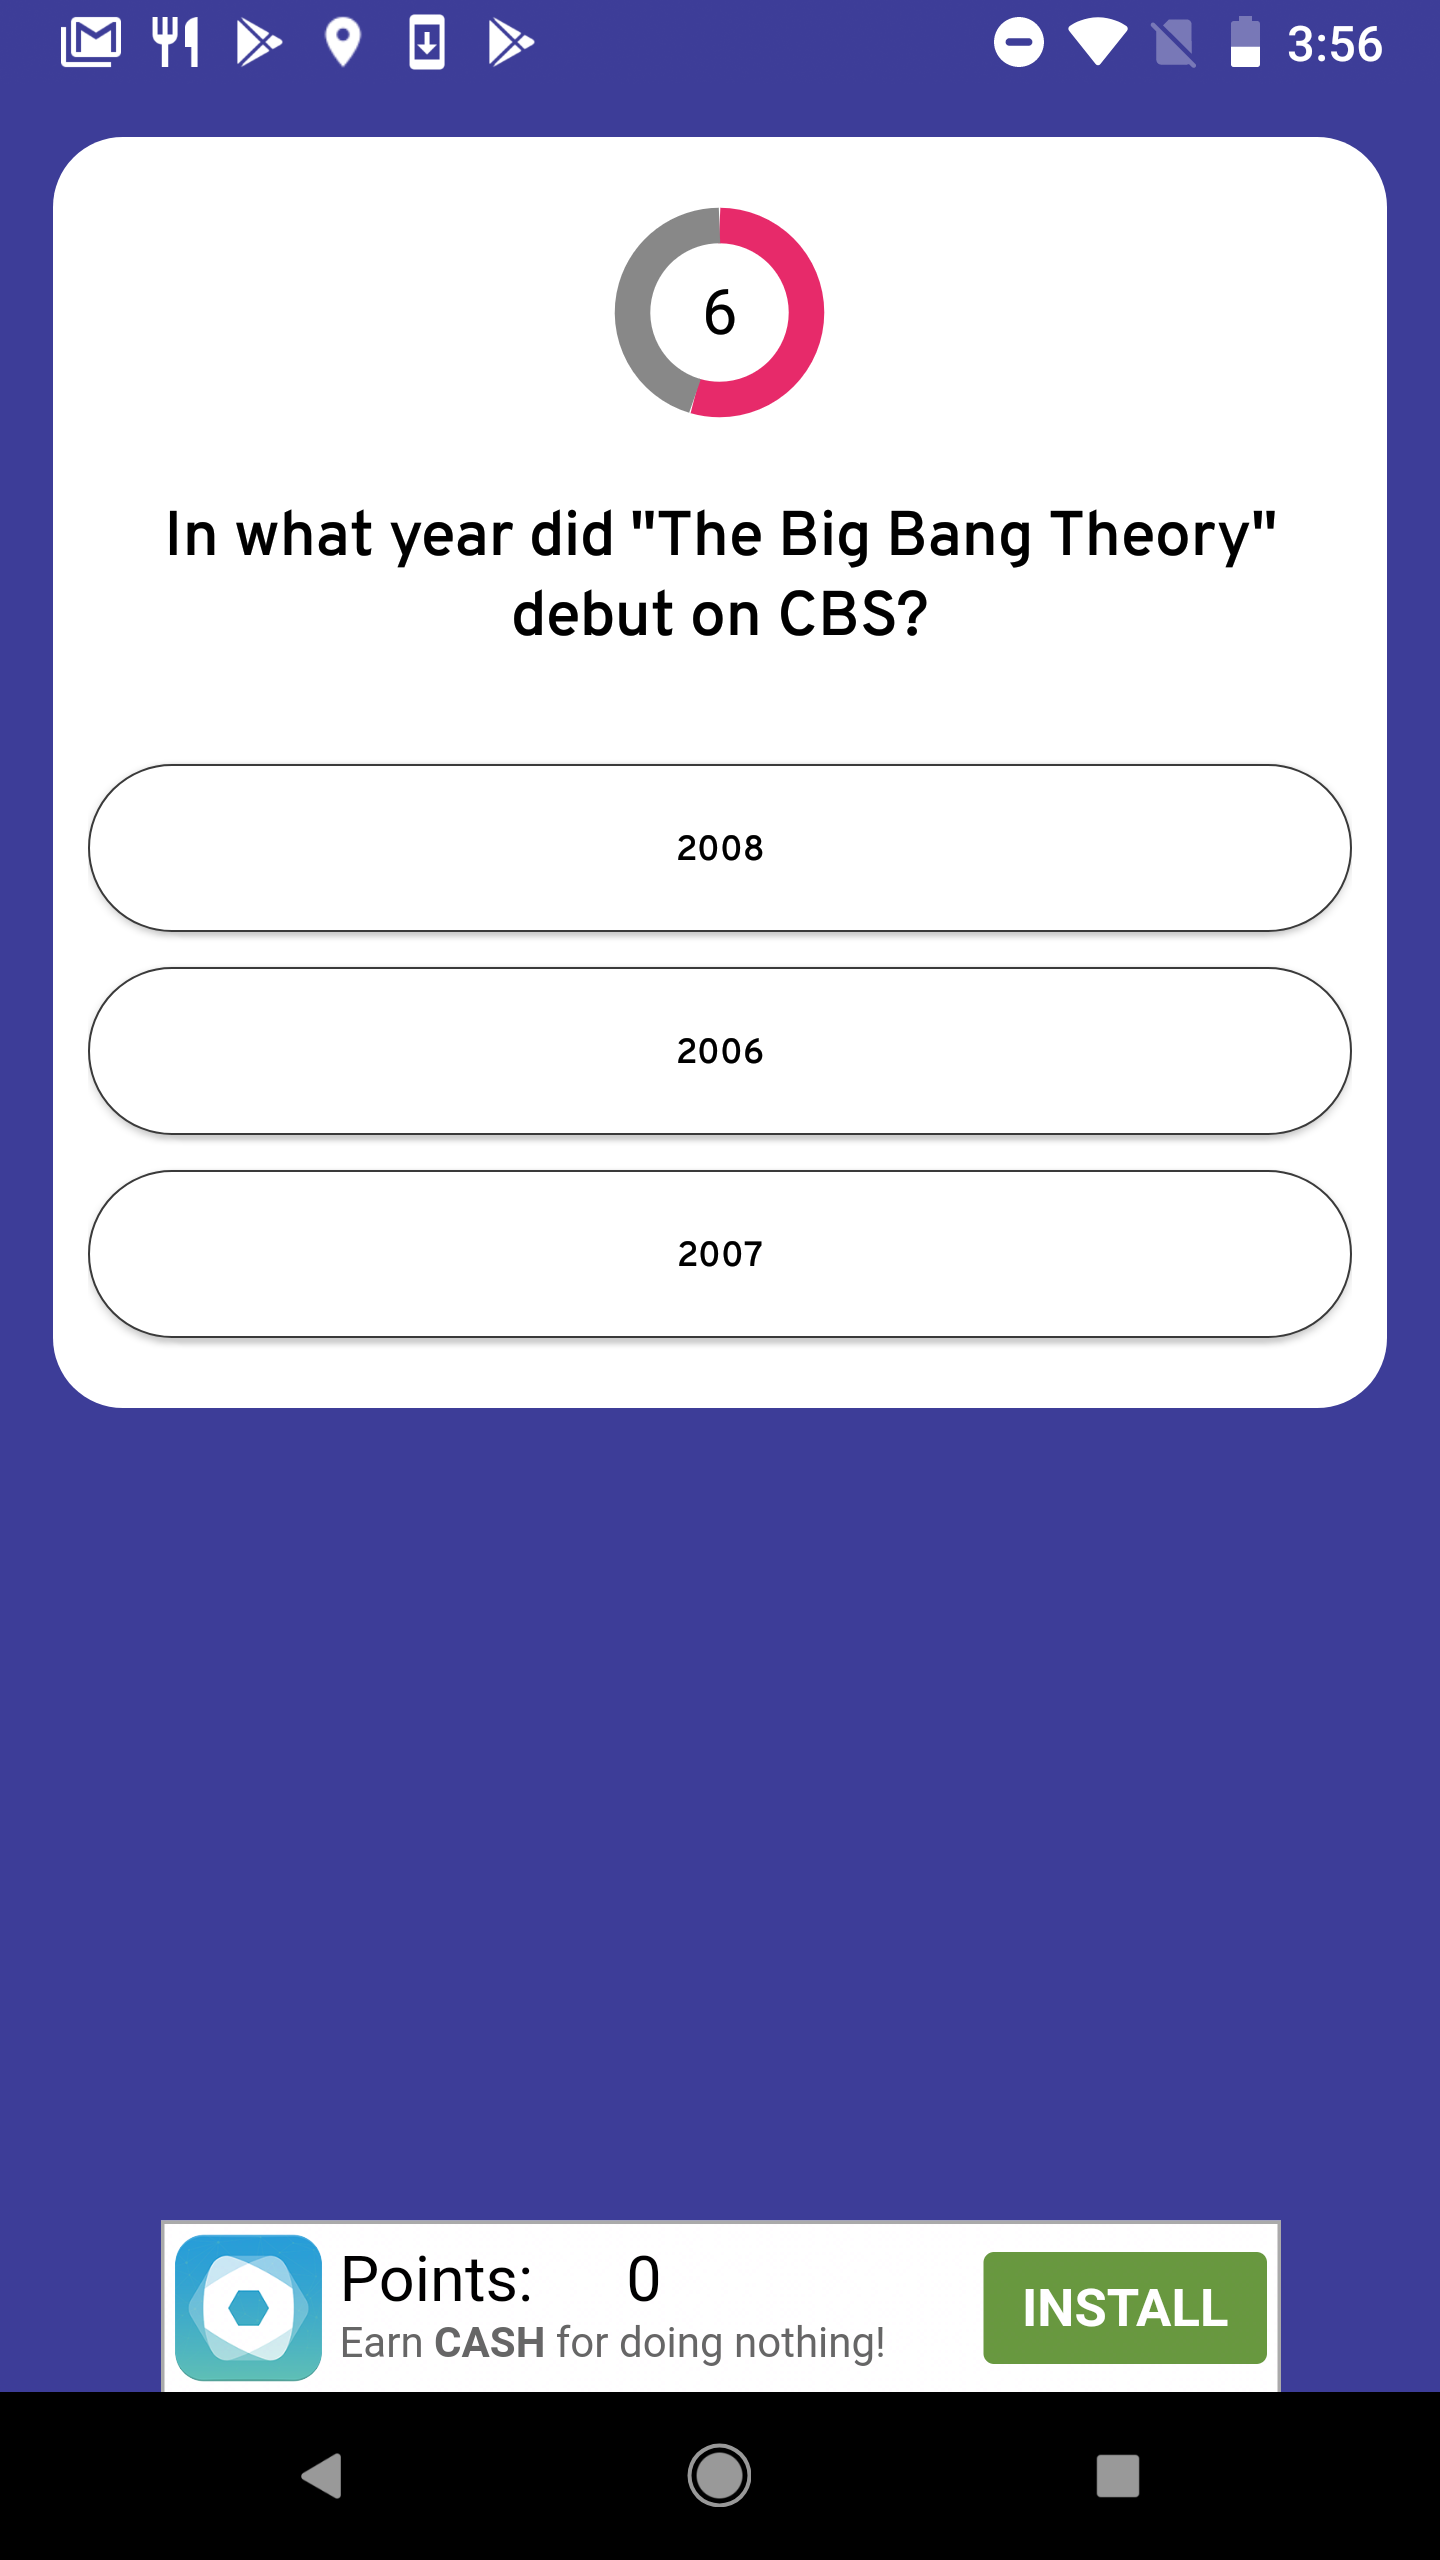 3:56
6
In what year did "The Big Bang Theory"
debut on CBS?
2008
2006
2007
Points: 0
Earn CASH for doing nothing!
INSTALL